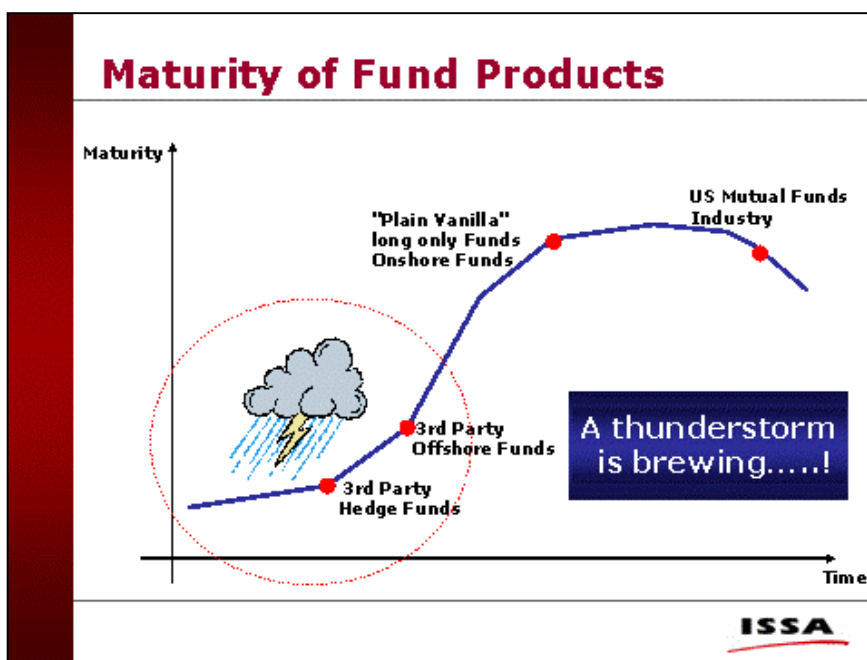 Maturity of Fund Products
Maturity
US Mutual Funds
Industry
"Plain Vanilla"
long only Funds
Onshore Funds
3rd Party
Offshore Funds
A thunderstorm
is brewing.....!
3rd Party
Hedge Funds
Time
ISSA